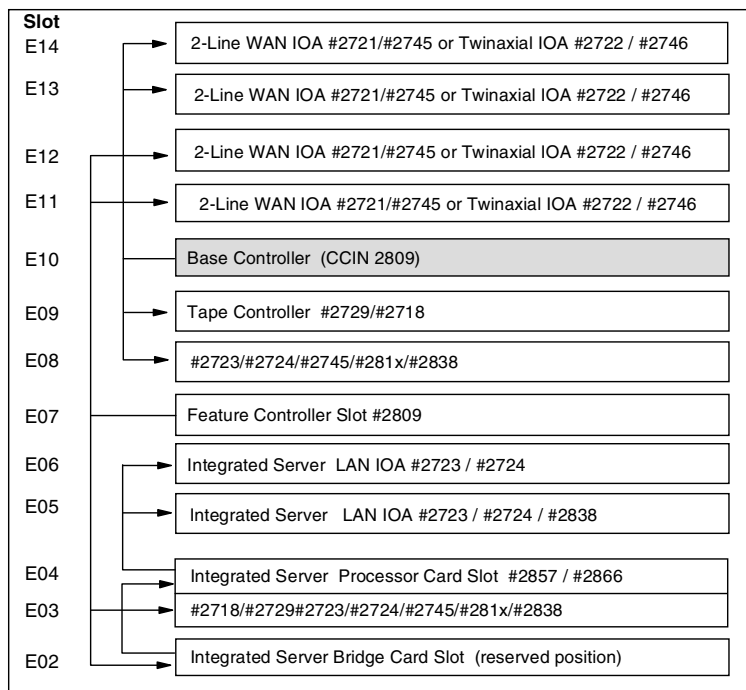 Slot
E14 2-Line WAN IOA #2721/#2745 or Twinaxial IOA #2722 / #2746
E13 2-Line WAN IOA #2721/#2745 or Twinaxial IOA #2722 / #2746
E12 2-Line WAN IOA #2721/#2745 or Twinaxial IOA #2722 / #2746
E11 2-Line WAN IOA #2721/#2745 or Twinaxial IOA #2722 / #2746
E10 Base Controller (CCIN 2809)
E09 Tape Controller #2729/#2718
E08 #2723/#2724/#2745/#281x/#2838
E07 Feature Controller Slot #2809
E06 Integrated Server LAN IOA #2723 / #2724
E05 Integrated Server LAN IOA #2723 / #2724 / #2838
E04 Integrated Server Processor Card Slot #2857 / #2866
E03 #2718/#2729#2723/#2724/#2745/#281x/#2838
E02 Integrated Server Bridge Card Slot (reserved position)